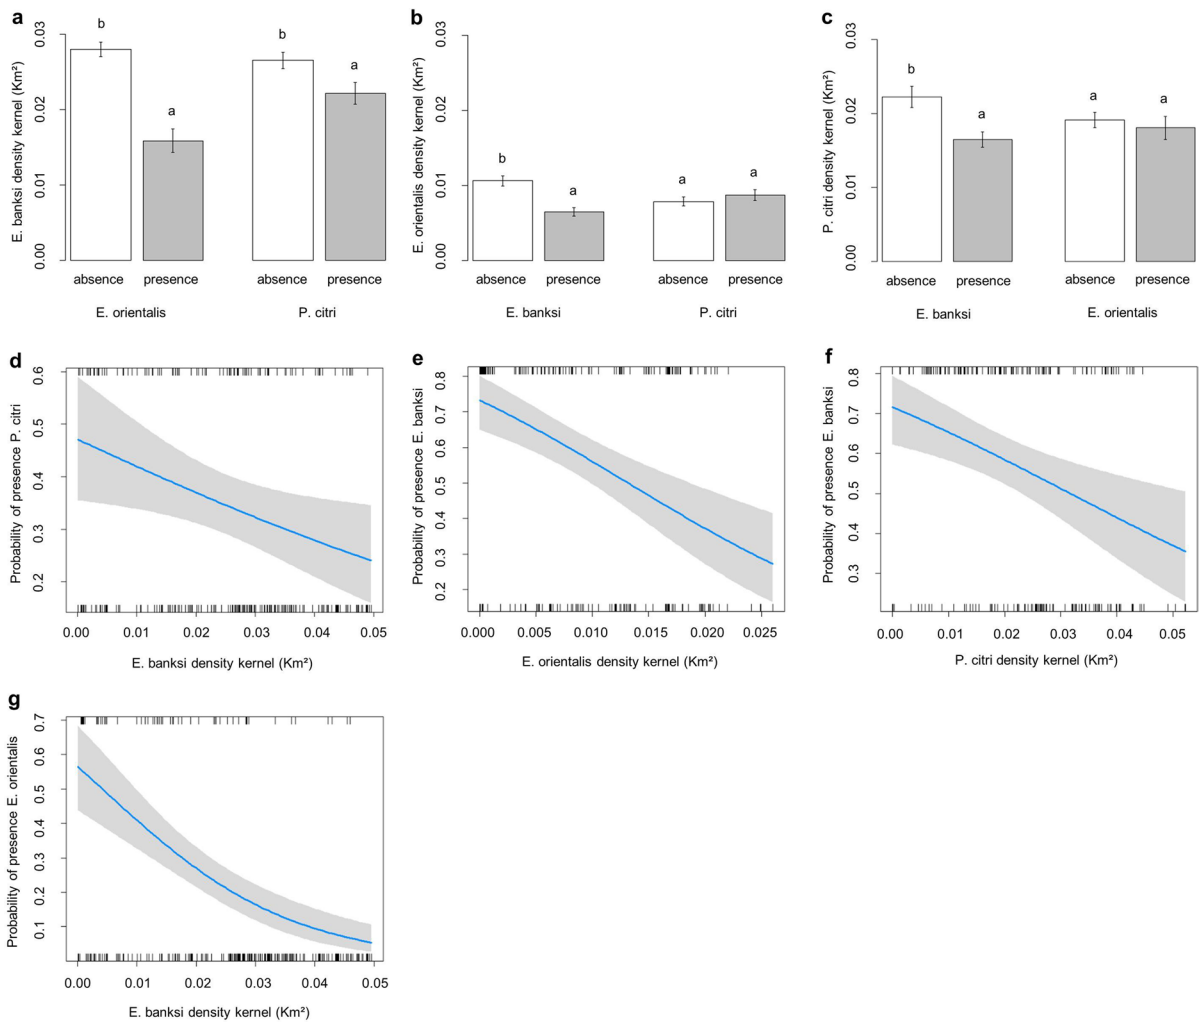 a
E. banksi density kernel (Km²)
0.00 0.01 0.02 0.03
b
a
b
a
absence presence absence presence
E. orientalis P. citri
b
E. orientalis density kernel (Km²)
0.00 0.01 0.02 0.03
b
a
a
a
absence presence absence presence
E. banksi P. citri
c
P. citri density kernel (Km²)
0.00 0.01 0.02 0.03
b
a
a
a
absence presence absence presence
E. banksi E. orientalis
d
Probability of presence P. citri
0.2 0.3 0.4 0.5 0.6
0.00 0.01 0.02 0.03 0.04 0.05
E. banksi density kernel (Km²)
e
Probability of presence E. banksi
0.2 0.3 0.4 0.5 0.6 0.7 0.8
0.000 0.005 0.010 0.015 0.020 0.025
E. orientalis density kernel (Km²)
f
Probability of presence E. banksi
0.3 0.4 0.5 0.6 0.7 0.8
0.00 0.01 0.02 0.03 0.04 0.05
P. citri density kernel (Km²)
g
Probability of presence E. orientalis
0.1 0.2 0.3 0.4 0.5 0.6 0.7
0.00 0.01 0.02 0.03 0.04 0.05
E. banksi density kernel (Km²)